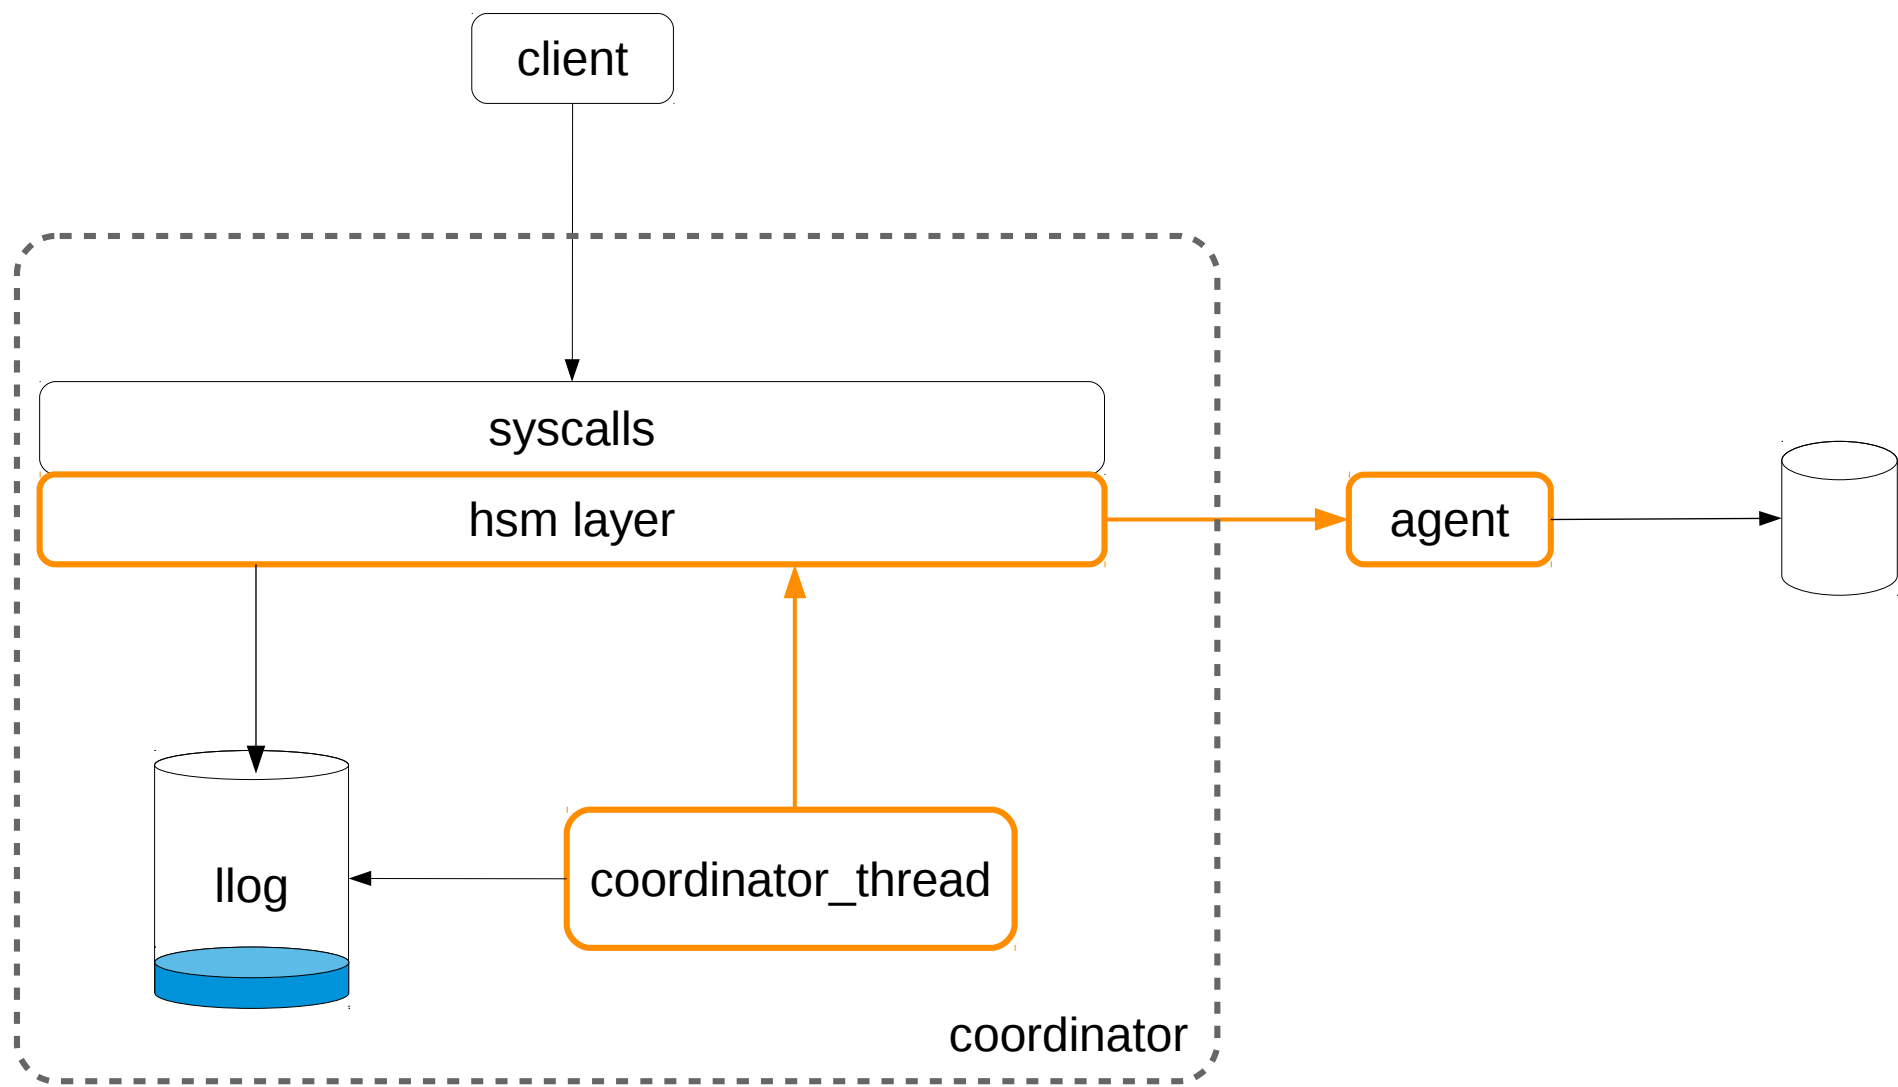 client
syscalls
hsm layer
agent
llog
coordinator_thread
coordinator